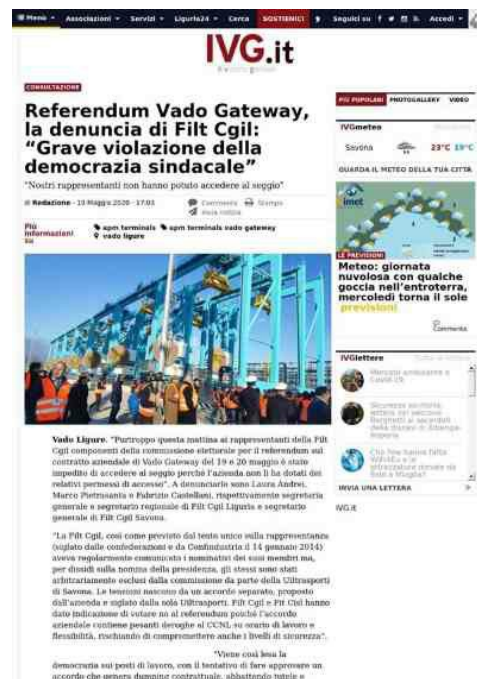 Menù Associazioni Servizi Liguria24 Cerca SOSTIENICI Seguici su Accedi
IVG.it
CONSULTAZIONE
Referendum Vado Gateway,
la denuncia di Filt Cgil:
“Grave violazione della
democrazia sindacale”
"Nostri rappresentanti non hanno potuto accedere al seggio"
di Redazione - 19 Maggio 2020 - 17:03
Commenta Stampa
Invia notizia
Più
informazioni
su
apm terminals apm terminals vado gateway
vado ligure
Vado Ligure. "Purtroppo questa mattina ai rappresentanti della Filt
Cgil componenti della commissione elettorale per il referendum sul
contratto aziendale di Vado Gateway del 19 e 20 maggio è stato
impedito di accedere al seggio perché l'azienda non li ha dotati dei
relativi permessi di accesso". A denunciarlo sono Laura Andrei,
Marco Pietrasanta e Fabrizio Castellani, rispettivamente segretaria
generale e segretario regionale di Filt Cgil Liguria e segretario
generale di Filt Cgil Savona.
"La Filt Cgil, così come previsto dal testo unico sulla rappresentanza
(siglato dalle confederazioni e da Confindustria il 14 gennaio 2014)
aveva regolarmente comunicato i nominativi dei suoi membri ma,
per dissidi sulla nomina della presidenza, gli stessi sono stati
arbitrariamente esclusi dalla commissione da parte della Uiltrasporti
di Savona. Le tensioni nascono da un accordo separato, proposto
dall'azienda e siglato dalla sola Uiltrasporti. Filt Cgil e Fit Cisl hanno
dato indicazione di votare no al referendum poiché l'accordo
aziendale contiene pesanti deroghe al CCNL su orario di lavoro e
flessibilità, rischiando di compromettere anche i livelli di sicurezza".
"Viene così lesa la
democrazia sui posti di lavoro, con il tentativo di fare approvare un
accordo che genera dumping contrattuale, abbattendo tutele e
PIÙ POPOLARI PHOTOGALLERY VIDEO
IVGmeteo
Savona 23°C 19°C
GUARDA IL METEO DELLA TUA CITTÀ
imet
LE PREVISIONI
Meteo: giornata
nuvolosa con qualche
goccia nell'entroterra,
mercoledì torna il sole
previsioni
Commenta
IVGlettere
Mercato ambulante e
Covid-19
INVIA UNA LETTERA
IVG.it